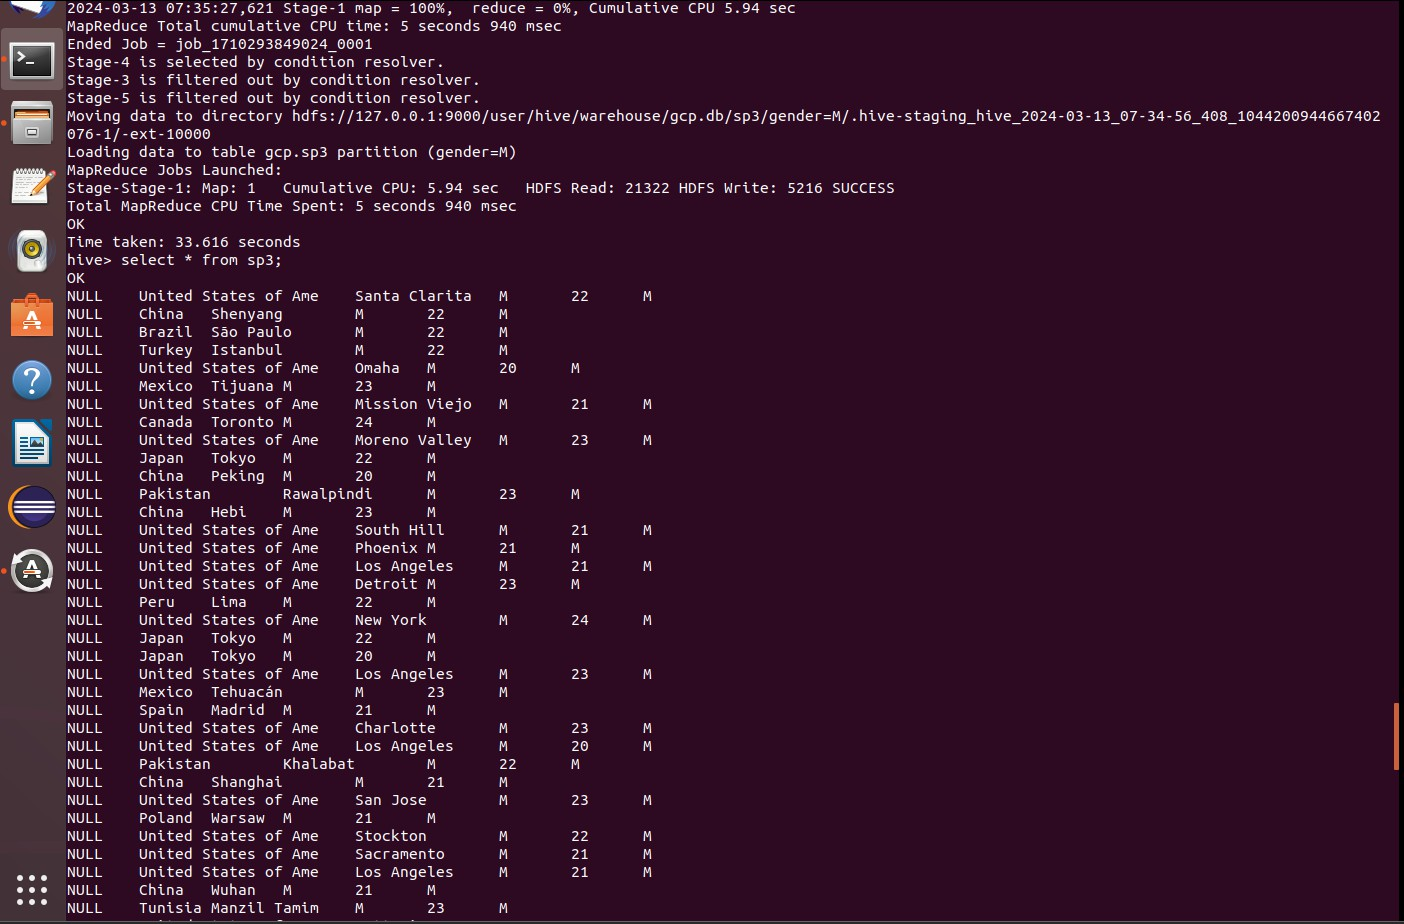 2024-03-13 07:35:27,621 Stage-1 map = 100%,  reduce = 0%, Cumulative CPU 5.94 sec
MapReduce Total cumulative CPU time: 5 seconds 940 msec
Ended Job = job_1710293849024_0001
Stage-4 is selected by condition resolver.
Stage-3 is filtered out by condition resolver.
Stage-5 is filtered out by condition resolver.
Moving data to directory hdfs://127.0.0.1:9000/user/hive/warehouse/gcp.db/sp3/gender=M/.hive-staging_hive_2024-03-13_07-34-56_408_1044200944667402
076-1/-ext-10000
Loading data to table gcp.sp3 partition (gender=M)
MapReduce Jobs Launched:
Stage-Stage-1: Map: 1   Cumulative CPU: 5.94 sec   HDFS Read: 21322 HDFS Write: 5216 SUCCESS
Total MapReduce CPU Time Spent: 5 seconds 940 msec
OK
Time taken: 33.616 seconds
hive> select * from sp3;
OK
NULL    United States of Ame    Santa Clarita   M       22      M
NULL    China   Shenyang        M       22      M
NULL    Brazil  São Paulo       M       22      M
NULL    Turkey  Istanbul        M       22      M
NULL    United States of Ame    Omaha   M       20      M
NULL    Mexico  Tijuana M       23      M
NULL    United States of Ame    Mission Viejo   M       21      M
NULL    Canada  Toronto M       24      M
NULL    United States of Ame    Moreno Valley   M       23      M
NULL    Japan   Tokyo   M       22      M
NULL    China   Peking  M       20      M
NULL    Pakistan        Rawalpindi      M       23      M
NULL    China   Hebi    M       23      M
NULL    United States of Ame    South Hill      M       21      M
NULL    United States of Ame    Phoenix M       21      M
NULL    United States of Ame    Los Angeles     M       21      M
NULL    United States of Ame    Detroit M       23      M
NULL    Peru    Lima    M       22      M
NULL    United States of Ame    New York        M       24      M
NULL    Japan   Tokyo   M       22      M
NULL    Japan   Tokyo   M       20      M
NULL    United States of Ame    Los Angeles     M       23      M
NULL    Mexico  Tehuacán        M       23      M
NULL    Spain   Madrid  M       21      M
NULL    United States of Ame    Charlotte       M       23      M
NULL    United States of Ame    Los Angeles     M       20      M
NULL    Pakistan        Khalabat        M       22      M
NULL    China   Shanghai        M       21      M
NULL    United States of Ame    San Jose        M       23      M
NULL    Poland  Warsaw  M       21      M
NULL    United States of Ame    Stockton        M       22      M
NULL    United States of Ame    Sacramento      M       21      M
NULL    United States of Ame    Los Angeles     M       21      M
NULL    China   Wuhan   M       21      M
NULL    Tunisia Manzil Tamim    M       23      M